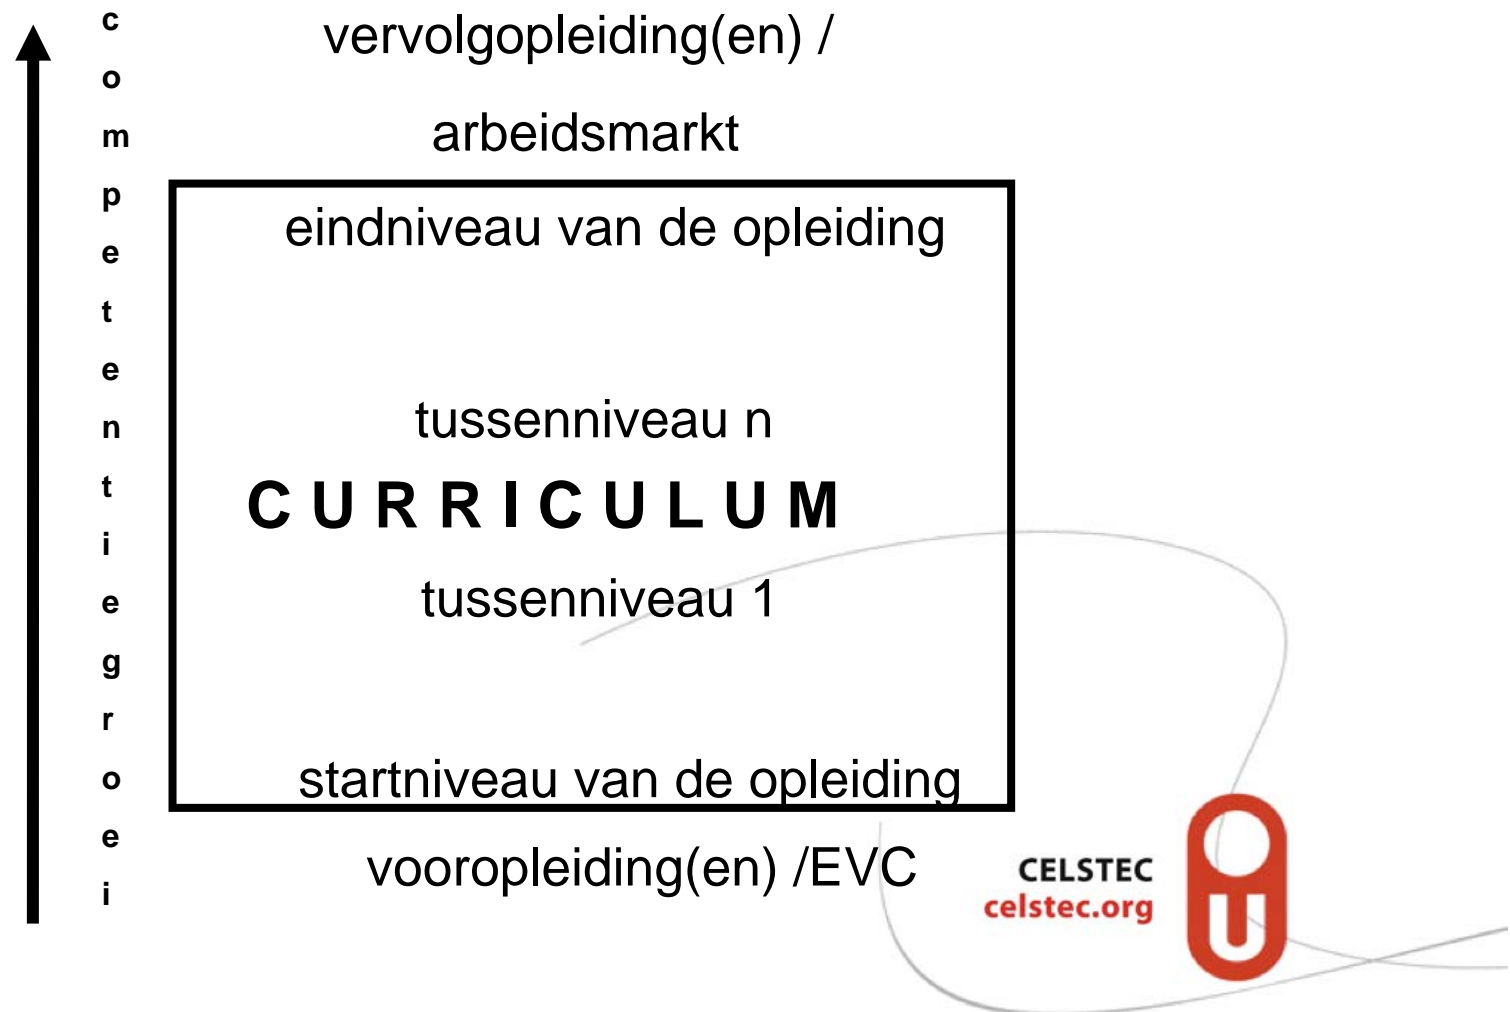 competentiegroei
vervolgopleiding(en) /
arbeidsmarkt
eindniveau van de opleiding
tussenniveau n
C U R R I C U L U M
tussenniveau 1
startniveau van de opleiding
vooropleiding(en) /EVC
CELSTEC
celstec.org
U